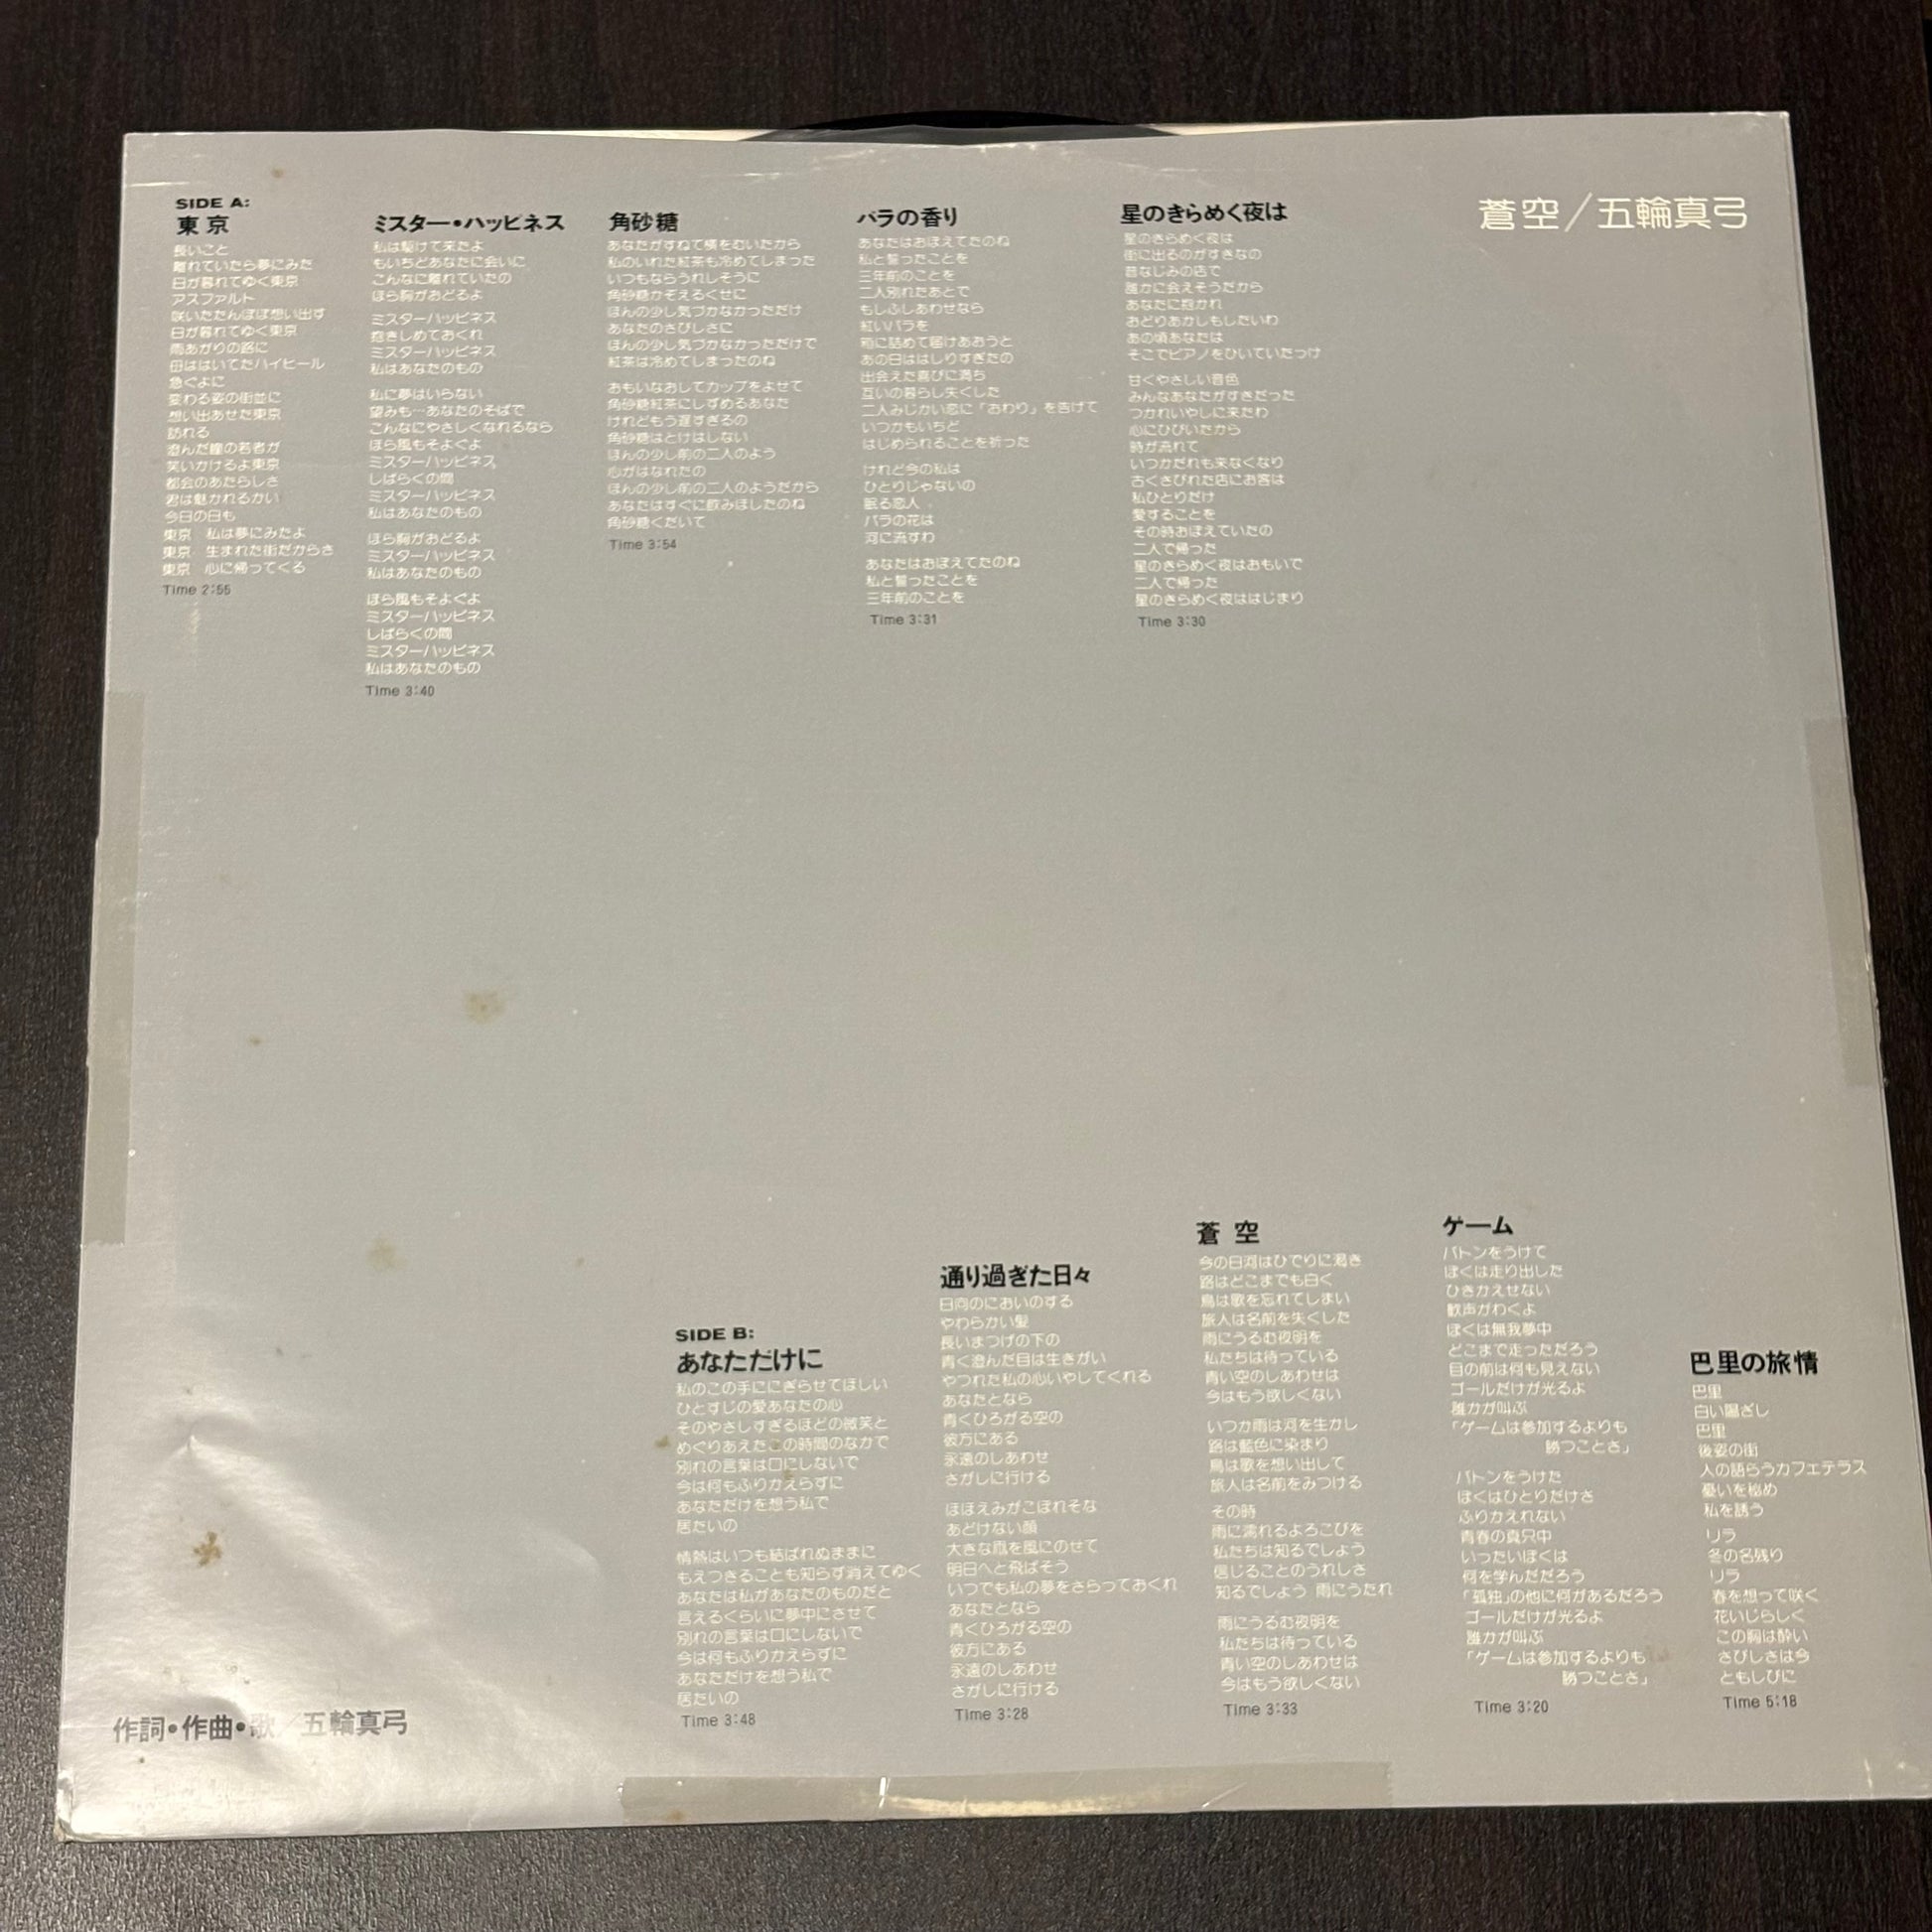 蒼空／五輪真弓
SIDE A:
東京
長いこと
離れていたら夢にみた
日が暮れてゆく東京
アスファルト
咲いたたんぽぽ想い出す
日が暮れてゆく東京
雨あがりの路に
母ははいてたハイヒール
急ぐよに
変わる姿の街並に
想い出あせた東京
訪れる
澄んだ瞳の若者が
笑いかけるよ東京
都会のあたらしさ
君は魅かれるかい
今日の日も
東京　私は夢にみたよ
東京　生まれた街だからさ
東京　心に帰ってくる
Time 2:55
ミスター・ハッピネス
私は駆けて来たよ
もいちどあなたに会いに
こんなに離れていたの
ほら胸がおどるよ
ミスターハッピネス
抱きしめておくれ
ミスターハッピネス
私はあなたのもの
私に夢はいらない
望みも…あなたのそばで
こんなにやさしくなれるなら
ほら風もそよぐよ
ミスターハッピネス
しばらくの間
ミスターハッピネス
私はあなたのもの
ほら胸がおどるよ
ミスターハッピネス
私はあなたのもの
ほら風もそよぐよ
ミスターハッピネス
しばらくの間
ミスターハッピネス
私はあなたのもの
Time 3:40
角砂糖
あなたがすねて横をむいたから
私のいれた紅茶も冷めてしまった
いつもならうれしそうに
角砂糖かぞえるくせに
ほんの少し気づかなかっただけ
あなたのさびしさに
ほんの少し気づかなかっただけで
紅茶は冷めてしまったのね
おもいなおしてカップをよせて
角砂糖紅茶にしずめるあなた
けれどもう遅すぎるの
角砂糖はとけはしない
ほんの少し前の二人のよう
心がはなれたの
ほんの少し前の二人のようだから
あなたはすぐに飲みほしたのね
角砂糖くだいて
Time 3:54
バラの香り
あなたはおぼえてたのね
私と誓ったことを
三年前のことを
二人別れたあとで
もしふしあわせなら
紅いバラを
箱に詰めて届けあおうと
あの日ははしりすぎたの
出会えた喜びに満ち
互いの暮らし失くした
二人みじかい恋に「おわり」を告げて
いつかもいちど
はじめられることを祈った
けれど今の私は
ひとりじゃないの
眠る恋人
バラの花は
河に流すわ
あなたはおぼえてたのね
私と誓ったことを
三年前のことを
Time 3:31
星のきらめく夜は
星のきらめく夜は
街に出るのがすきなの
昔なじみの店で
誰かに会えそうだから
あなたに抱かれ
おどりあかしもしたいわ
あの頃あなたは
そこでピアノをひいていたっけ
甘くやさしい音色
みんなあなたがすきだった
つかれいやしに来たわ
心にひびいたから
時が流れて
いつかだれも来なくなり
古くさびれた店にお客は
私ひとりだけ
愛することを
その時おぼえていたの
二人で帰った
星のきらめく夜はおもいで
二人で帰った
星のきらめく夜ははじまり
Time 3:30
SIDE B:
あなただけに
私のこの手ににぎらせてほしい
ひとすじの愛あなたの心
そのやさしすぎるほどの微笑と
めぐりあえたこの時間のなかで
別れの言葉は口にしないで
今は何もふりかえらずに
あなただけを想う私で
居たいの
情熱はいつも結ばれぬままに
もえつきることも知らず消えてゆく
あなたは私があなたのものだと
言えるくらいに夢中にさせて
別れの言葉は口にしないで
今は何もふりかえらずに
あなただけを想う私で
居たいの
Time 3:48
通り過ぎた日々
日向のにおいのする
やわらかい髪
長いまつげの下の
青く澄んだ目は生きがい
やつれた私の心いやしてくれる
あなたとなら
青くひろがる空の
彼方にある
永遠のしあわせ
さがしに行ける
ほほえみがこぼれそな
あどけない顔
大きな凧を風にのせて
明日へと飛ばそう
いつでも私の夢をさらっておくれ
あなたとなら
青くひろがる空の
彼方にある
永遠のしあわせ
さがしに行ける
Time 3:28
蒼空
今の日河はひでりに渇き
路はどこまでも白く
鳥は歌を忘れてしまい
旅人は名前を失くした
雨にうるむ夜明を
私たちは待っている
青い空のしあわせは
今はもう欲しくない
いつか雨は河を生かし
路は藍色に染まり
鳥は歌を想い出して
旅人は名前をみつける
その時
雨に濡れるよろこびを
私たちは知るでしょう
信じることのうれしさ
知るでしょう 雨にうたれ
雨にうるむ夜明を
私たちは待っている
青い空のしあわせは
今はもう欲しくない
Time 3:33
ゲーム
バトンをうけて
ぼくは走り出した
ひきかえせない
歓声がわくよ
ぼくは無我夢中
どこまで走っただろう
目の前は何も見えない
ゴールだけが光るよ
誰かが叫ぶ
「ゲームは参加するよりも
勝つことさ」
バトンをうけた
ぼくはひとりだけさ
ふりかえれない
青春の真只中
いったいぼくは
何を学んだだろう
「孤独」の他に何があるだろう
ゴールだけが光るよ
誰かが叫ぶ
「ゲームは参加するよりも
勝つことさ」
Time 3:20
巴里の旅情
巴里
白い陽ざし
巴里
後姿の街
人の語らうカフェテラス
憂いを秘め
私を誘う
リラ
冬の名残り
リラ
春を想って咲く
花いじらしく
この胸は酔い
さびしさは今
ともしびに
Time 5:18
作詞・作曲・歌／五輪真弓